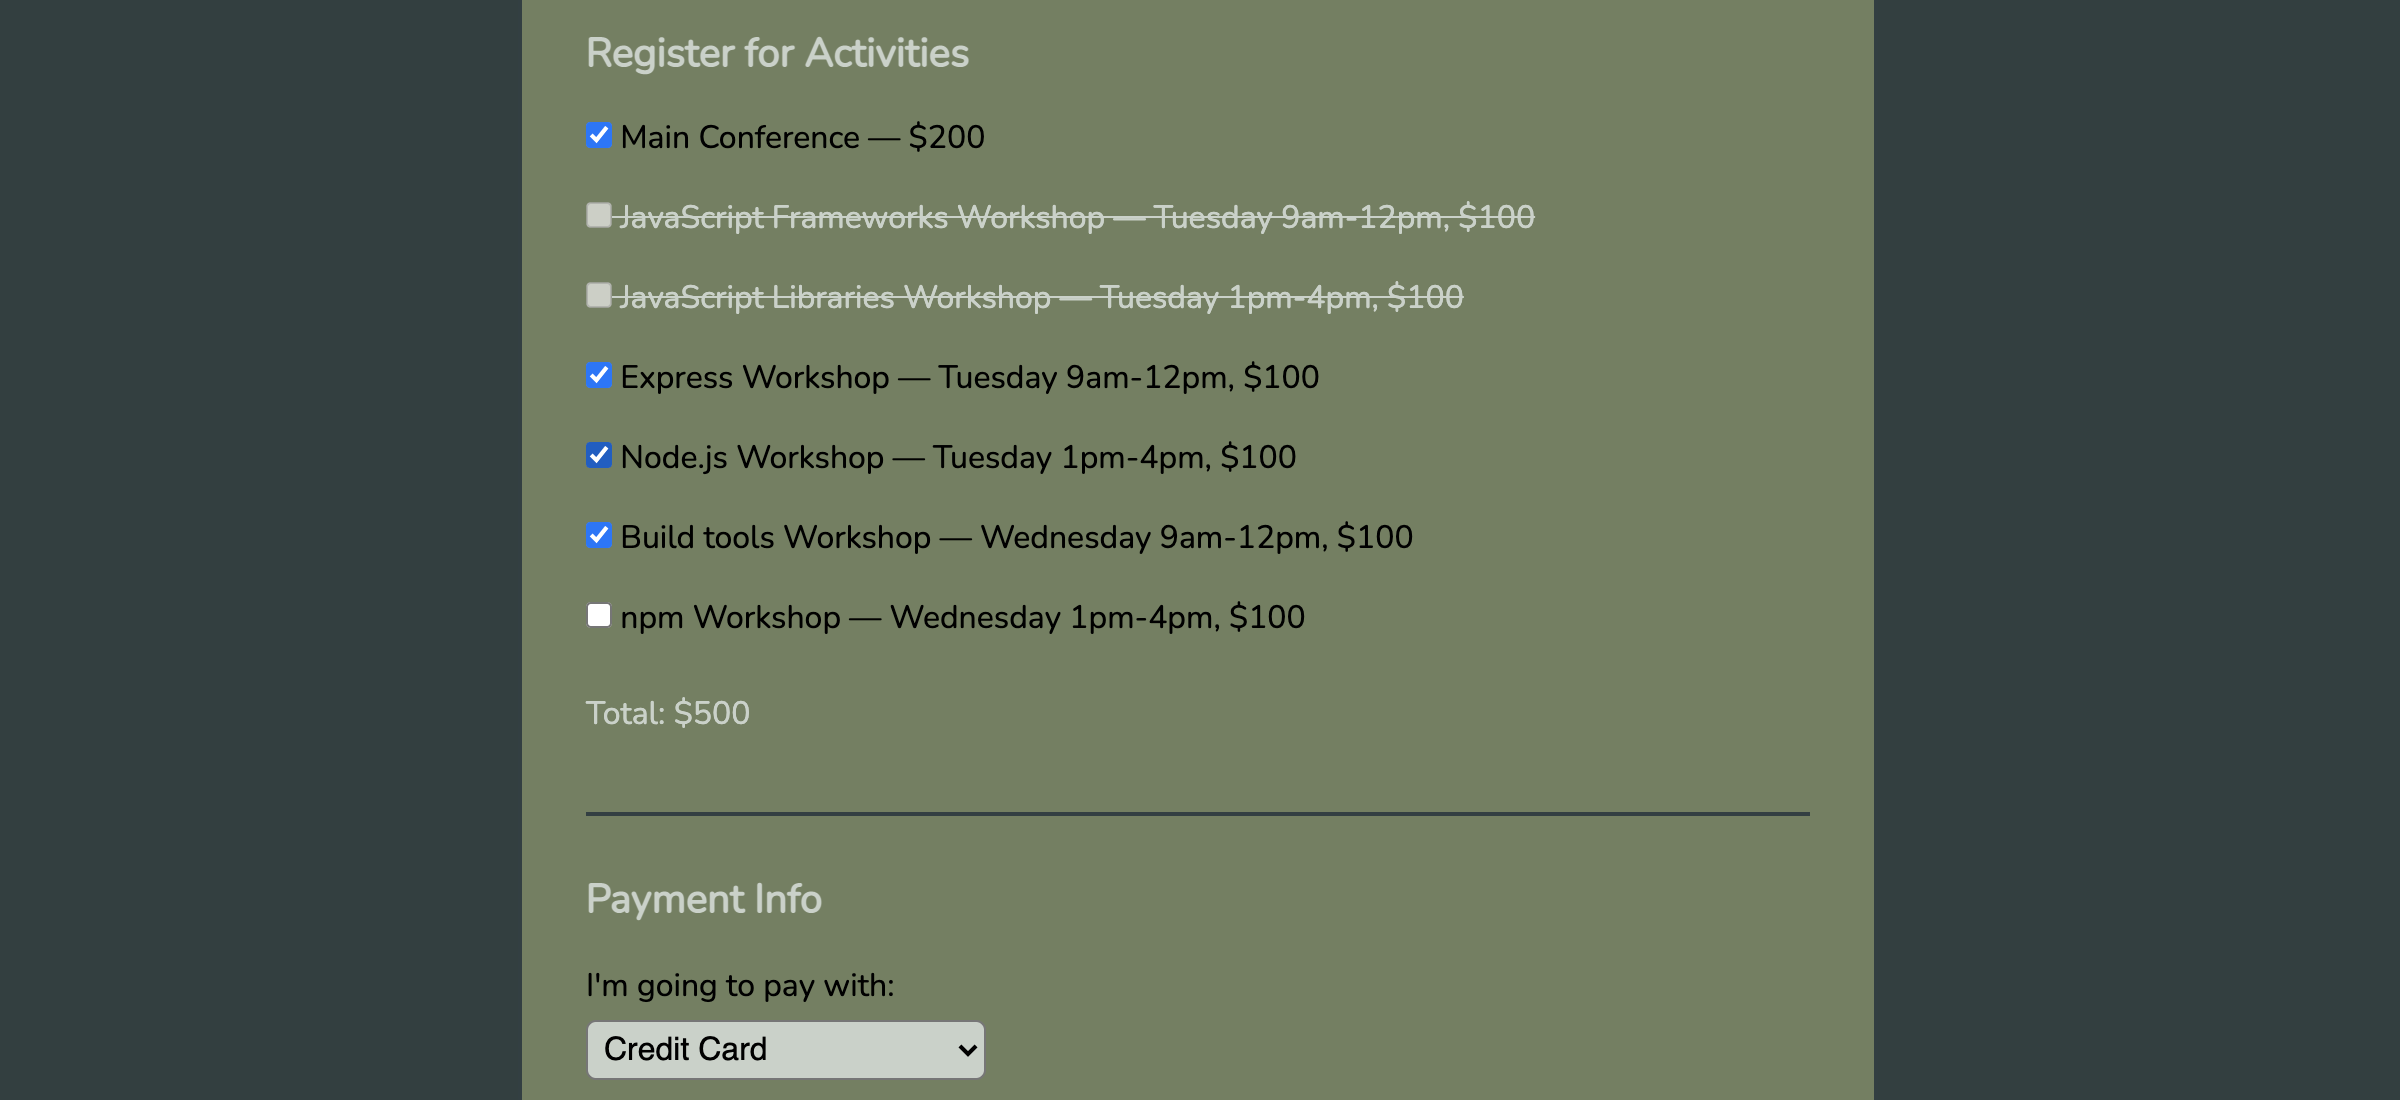 Register for Activities
Main Conference — $200
JavaScript Frameworks Workshop — Tuesday 9am-12pm, $100
JavaScript Libraries Workshop — Tuesday 1pm-4pm, $100
Express Workshop — Tuesday 9am-12pm, $100
Node.js Workshop — Tuesday 1pm-4pm, $100
Build tools Workshop — Wednesday 9am-12pm, $100
npm Workshop — Wednesday 1pm-4pm, $100
Total: $500
Payment Info
I'm going to pay with:
Credit Card